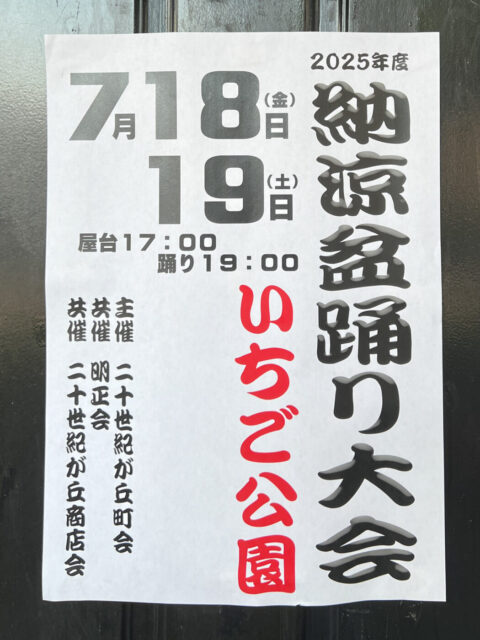 2025年度
納涼盆踊り大会
7月18日(金)
19日(土)
屋台17:00
踊り19:00
いちご公園
主催 二十世紀が丘町会
共催 明正会
共催 二十世紀が丘商店会